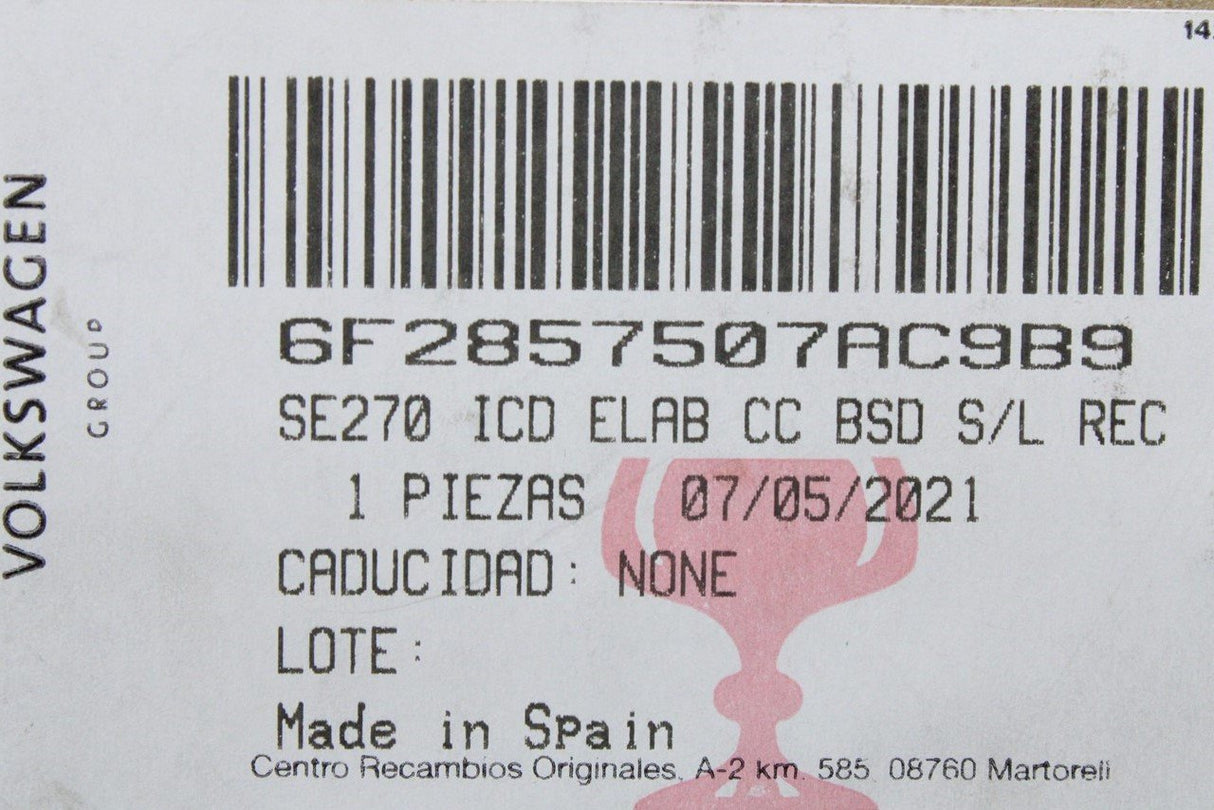 14.
VOLKSWAGEN
GROUP
6F2857507AC9B9
SE270 ICD ELAB CC BSD S/L REC
1 PIEZAS 07/05/2021
CADUCIDAD: NONE
LOTE:
Made in Spain
Centro Recambios Originales. A-2 km. 585 08760 Martorell